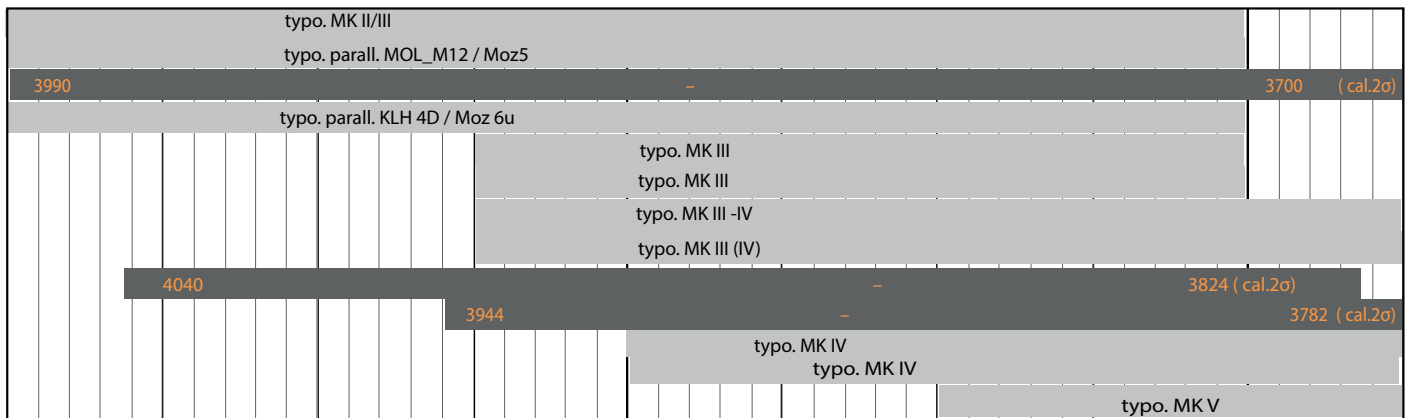 typo. MK II/III
typo. parall. MOL_M12 / Moz5
3990 – 3700 ( cal.2σ)
typo. parall. KLH 4D / Moz 6u
typo. MK III
typo. MK III
typo. MK III -IV
typo. MK III (IV)
4040 – 3824 ( cal.2σ)
3944 – 3782 ( cal.2σ)
typo. MK IV
typo. MK IV
typo. MK V